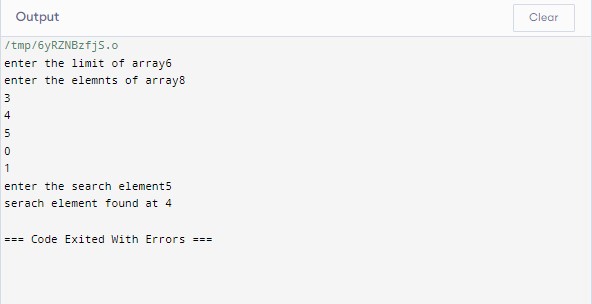 Output
Clear
/tmp/6yRZNBzfjS.o
enter the limit of array6
enter the elemnts of array8
3
4
5
0
1
enter the search element5
serach element found at 4
=== Code Exited With Errors ===